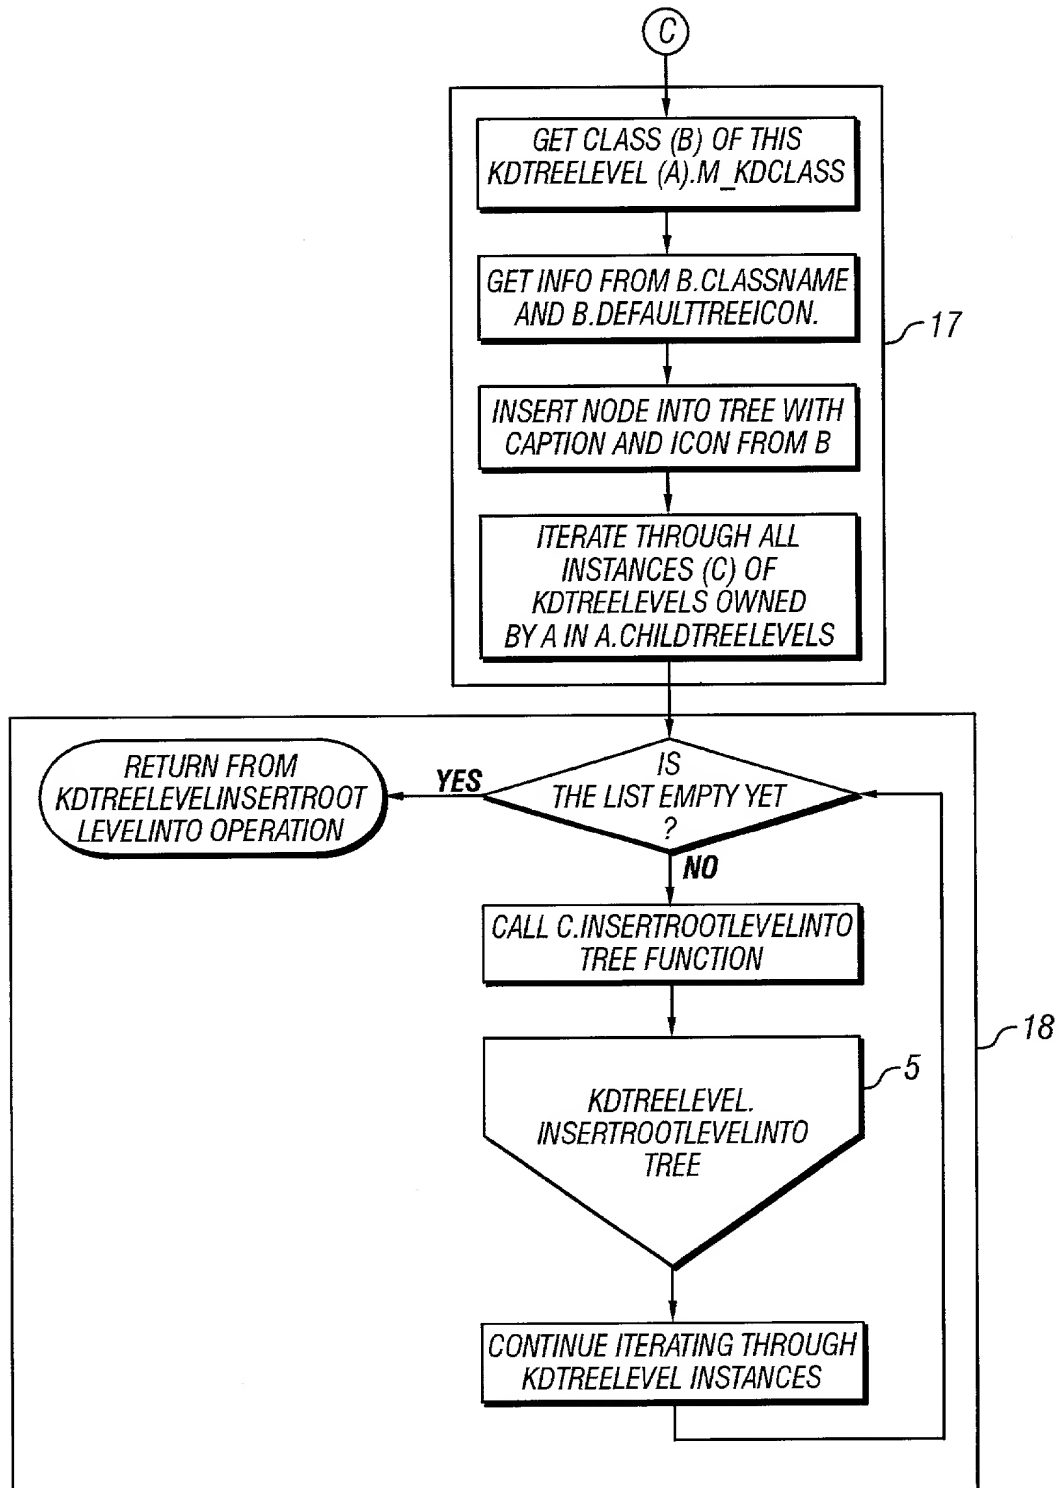 C
GET CLASS (B) OF THIS
KDTREELEVEL (A).M_KDCLASS
GET INFO FROM B.CLASSNAME
AND B.DEFAULTTREEICON.
17
INSERT NODE INTO TREE WITH
CAPTION AND ICON FROM B
ITERATE THROUGH ALL
INSTANCES (C) OF
KDTREELEVELS OWNED
BY A IN A.CHILDTREELEVELS
IS
THE LIST EMPTY YET
?
YES
RETURN FROM
KDTREELEVELINSERTROOT
LEVELINTO OPERATION
NO
CALL C.INSERTROOTLEVELINTO
TREE FUNCTION
18
5
KDTREELEVEL.
INSERTROOTLEVELINTO
TREE
CONTINUE ITERATING THROUGH
KDTREELEVEL INSTANCES